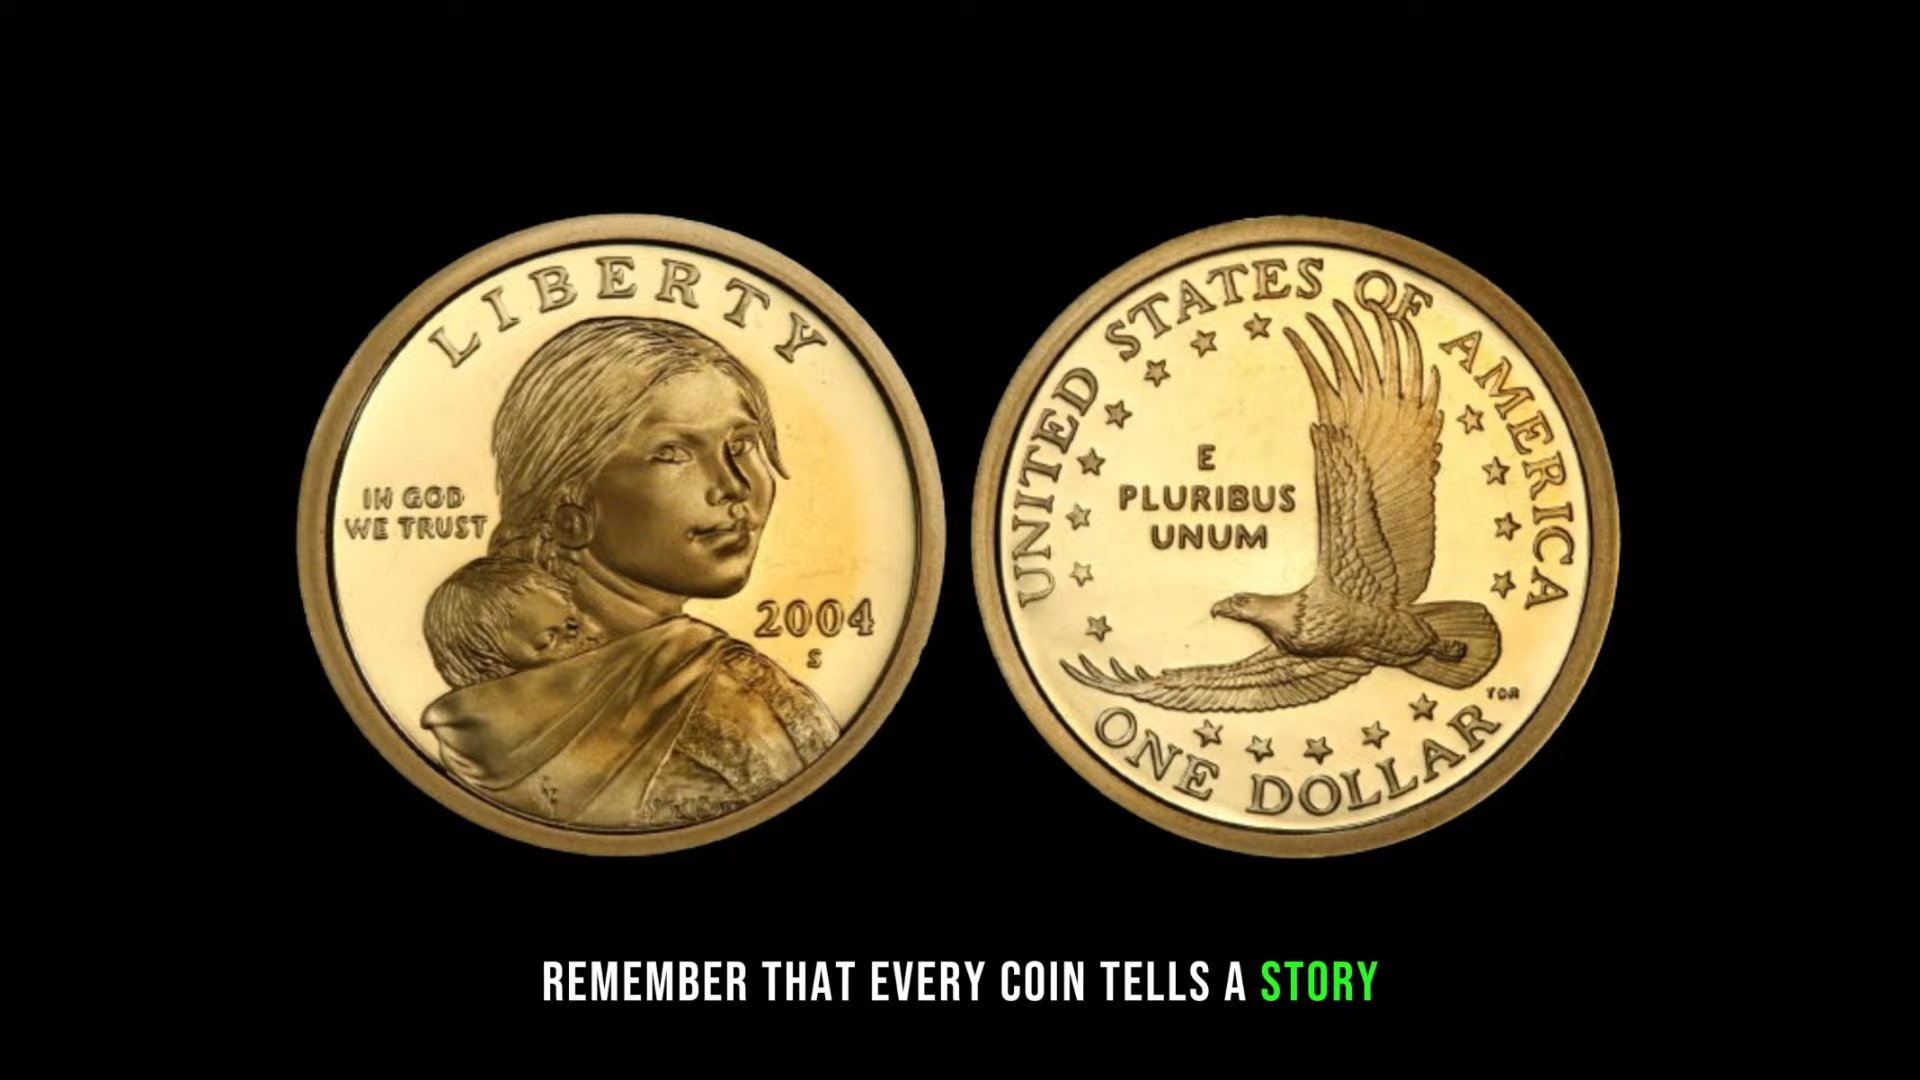 LIBERTY
IN GOD
WE TRUST
2004
S
UNITED STATES OF AMERICA
E
PLURIBUS
UNUM
TDR
ONE DOLLAR
REMEMBER THAT EVERY COIN TELLS A STORY